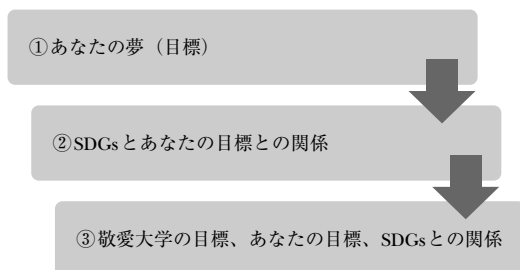 ①あなたの夢（目標）
②SDGsとあなたの目標との関係
③敬愛大学の目標、あなたの目標、SDGsとの関係